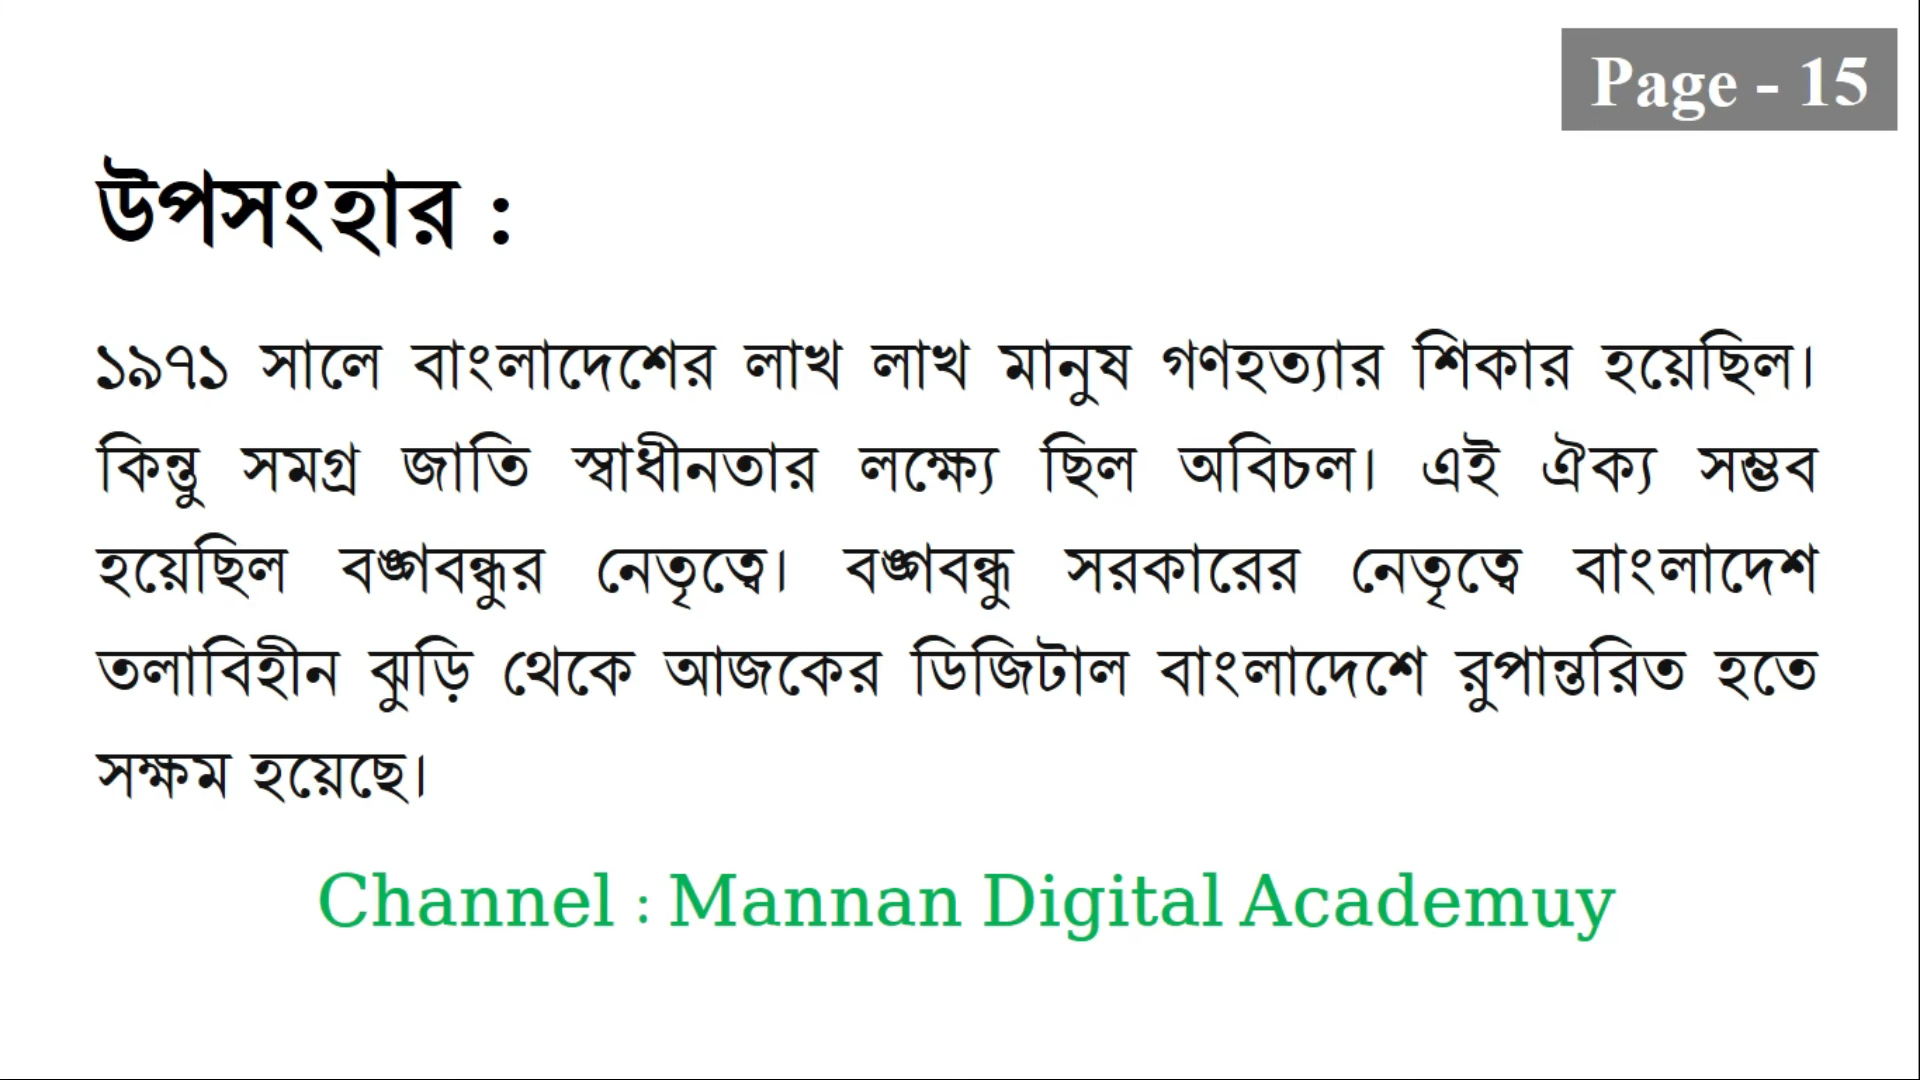 Page - 15
উপসংহার :
১৯৭১ সালে বাংলাদেশের লাখ লাখ মানুষ গণহত্যার শিকার হয়েছিল।
কিন্তু সমগ্র জাতি স্বাধীনতার লক্ষ্যে ছিল অবিচল। এই ঐক্য সম্ভব
হয়েছিল বঙ্গবন্ধুর নেতৃত্বে। বঙ্গবন্ধু সরকারের নেতৃত্বে বাংলাদেশ
তলাবিহীন ঝুড়ি থেকে আজকের ডিজিটাল বাংলাদেশে রুপান্তরিত হতে
সক্ষম হয়েছে।
Channel : Mannan Digital Academuy